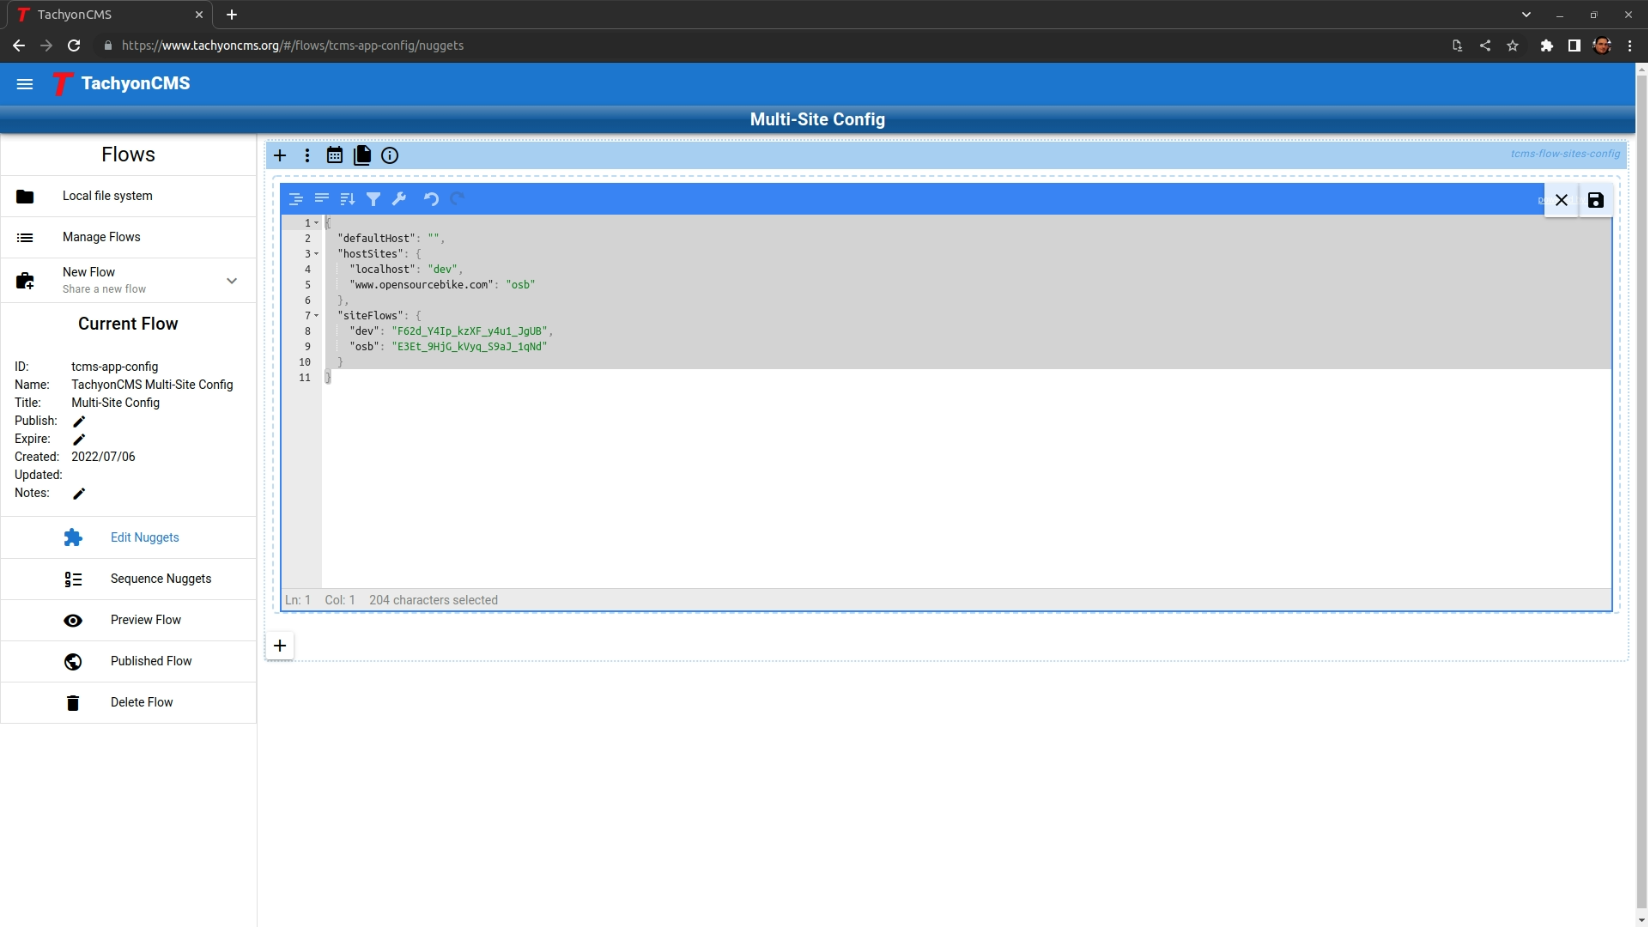 TachyonCMS
https://www.tachyoncms.org/#/flows/tcms-app-config/nuggets
TachyonCMS
Multi-Site Config
Flows
Local file system
Manage Flows
New Flow
Share a new flow
Current Flow
ID: tcms-app-config
Name: TachyonCMS Multi-Site Config
Title: Multi-Site Config
Publish:
Expire:
Created: 2022/07/06
Updated:
Notes:
Edit Nuggets
Sequence Nuggets
Preview Flow
Published Flow
Delete Flow
tcms-flow-sites-config
1 {
2 "defaultHost": "",
3 "hostSites": {
4 "localhost": "dev",
5 "www.opensourcebike.com": "osb"
6 },
7 "siteFlows": {
8 "dev": "F62d_Y4Ip_kzXF_y4u1_JgUB",
9 "osb": "E3Et_9HjG_kVyq_S9aJ_1qNd"
10 }
11 }
Ln: 1 Col: 1 204 characters selected